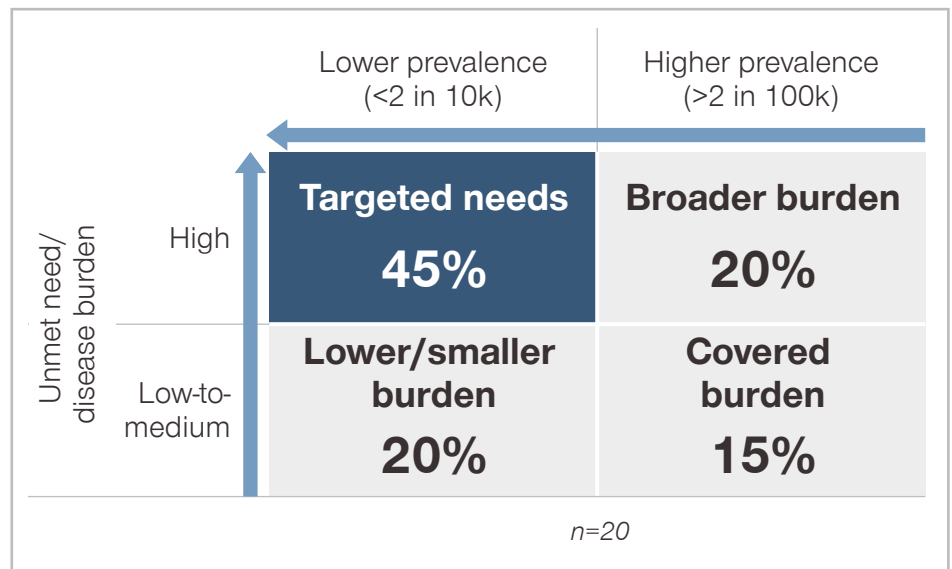 Lower prevalence
(<2 in 10k)
Higher prevalence
(>2 in 100k)
Unmet need/
disease burden
High
Targeted needs
45%
Broader burden
20%
Low-to-
medium
Lower/smaller
burden
20%
Covered
burden
15%
n=20